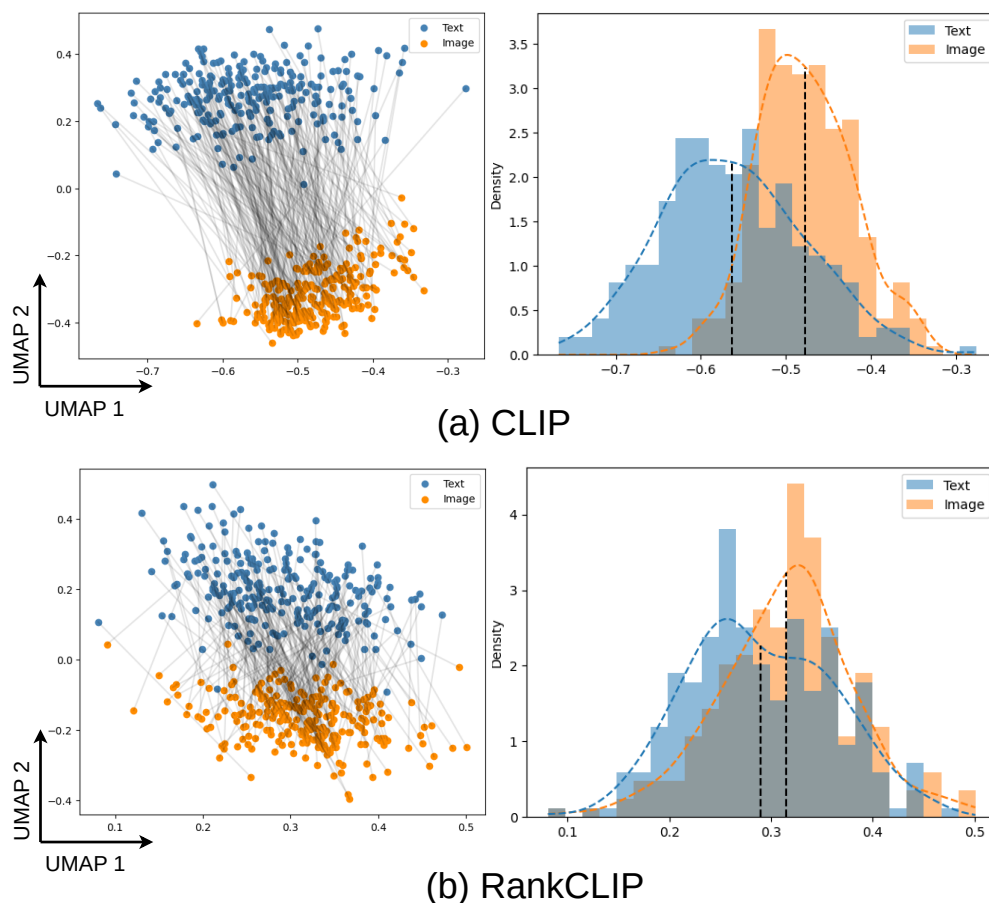 Text
Image
0.4
0.2
0.0
−0.2
−0.4
−0.7
−0.6
−0.5
−0.4
−0.3
UMAP 2
UMAP 1
Text
Image
Density
3.5
3.0
2.5
2.0
1.5
1.0
0.5
0.0
−0.7
−0.6
−0.5
−0.4
−0.3
(a) CLIP
Text
Image
0.4
0.2
0.0
−0.2
−0.4
0.1
0.2
0.3
0.4
0.5
UMAP 2
UMAP 1
Text
Image
Density
4
3
2
1
0
0.1
0.2
0.3
0.4
0.5
(b) RankCLIP